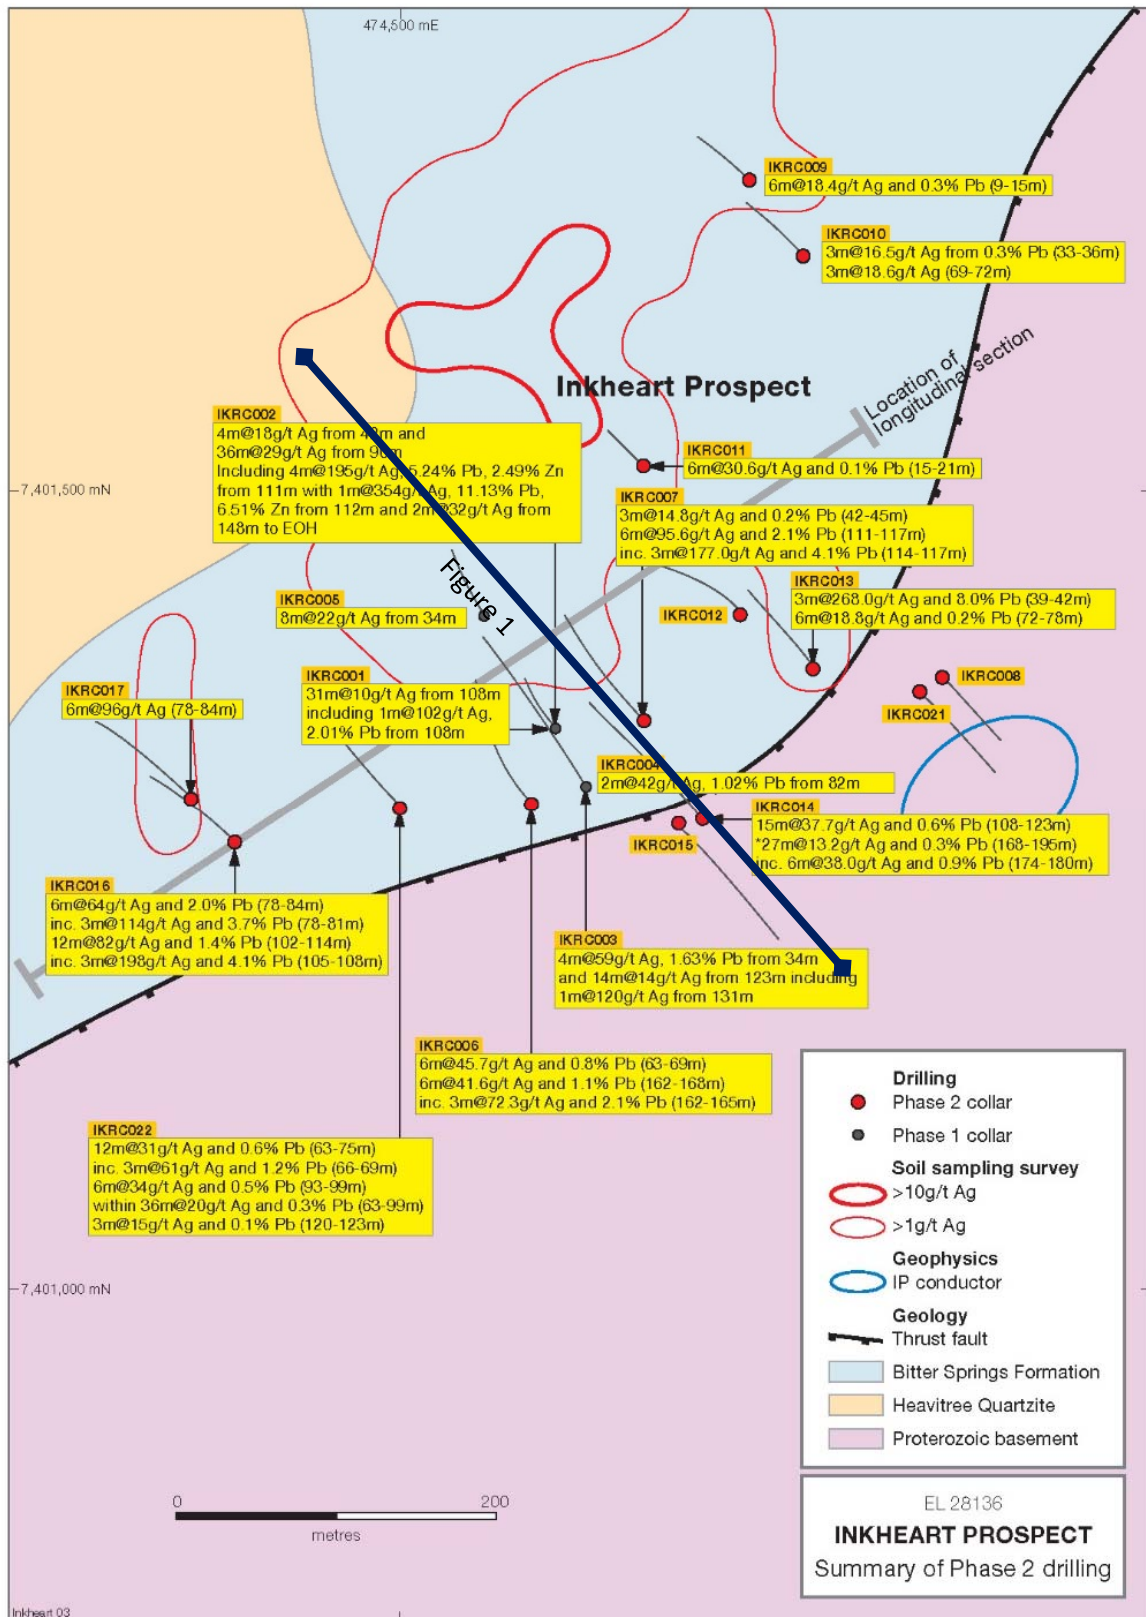 474,500 mE
IKRC009
6m@18.4g/t Ag and 0.3% Pb (9-15m)
IKRC010
3m@16.5g/t Ag from 0.3% Pb (33-36m)
3m@18.6g/t Ag (69-72m)
Location of
longitudinal section
Inkheart Prospect
IKRC002
4m@18g/t Ag from 43m and
36m@29g/t Ag from 90m
Including 4m@195g/t Ag, 5.24% Pb, 2.49% Zn
from 111m with 1m@354g/t Ag, 11.13% Pb,
6.51% Zn from 112m and 2m@32g/t Ag from
148m to EOH
IKRC011
6m@30.6g/t Ag and 0.1% Pb (15-21m)
7,401,500 mN
IKRC007
3m@14.8g/t Ag and 0.2% Pb (42-45m)
6m@95.6g/t Ag and 2.1% Pb (111-117m)
inc. 3m@177.0g/t Ag and 4.1% Pb (114-117m)
Figure 1
IKRC013
3m@268.0g/t Ag and 8.0% Pb (39-42m)
6m@18.8g/t Ag and 0.2% Pb (72-78m)
IKRC005
8m@22g/t Ag from 34m
IKRC012
IKRC001
31m@10g/t Ag from 108m
including 1m@102g/t Ag,
2.01% Pb from 108m
IKRC017
6m@96g/t Ag (78-84m)
IKRC008
IKRC021
IKRC004
2m@42g/t Ag, 1.02% Pb from 82m
IKRC014
15m@37.7g/t Ag and 0.6% Pb (108-123m)
*27m@13.2g/t Ag and 0.3% Pb (168-195m)
inc. 6m@38.0g/t Ag and 0.9% Pb (174-180m)
IKRC015
IKRC016
6m@64g/t Ag and 2.0% Pb (78-84m)
inc. 3m@114g/t Ag and 3.7% Pb (78-81m)
12m@82g/t Ag and 1.4% Pb (102-114m)
inc. 3m@198g/t Ag and 4.1% Pb (105-108m)
IKRC003
4m@59g/t Ag, 1.63% Pb from 34m
and 14m@14g/t Ag from 123m including
1m@120g/t Ag from 131m
IKRC006
6m@45.7g/t Ag and 0.8% Pb (63-69m)
6m@41.6g/t Ag and 1.1% Pb (162-168m)
inc. 3m@72.3g/t Ag and 2.1% Pb (162-165m)
IKRC022
12m@31g/t Ag and 0.6% Pb (63-75m)
inc. 3m@61g/t Ag and 1.2% Pb (66-69m)
6m@34g/t Ag and 0.5% Pb (93-99m)
within 36m@20g/t Ag and 0.3% Pb (63-99m)
3m@15g/t Ag and 0.1% Pb (120-123m)
7,401,000 mN
Drilling
Phase 2 collar
Phase 1 collar
Soil sampling survey
>10g/t Ag
>1g/t Ag
Geophysics
IP conductor
Geology
Thrust fault
Bitter Springs Formation
Heavitree Quartzite
Proterozoic basement
0 200
metres
EL 28136
INKHEART PROSPECT
Summary of Phase 2 drilling
Inkheart 03